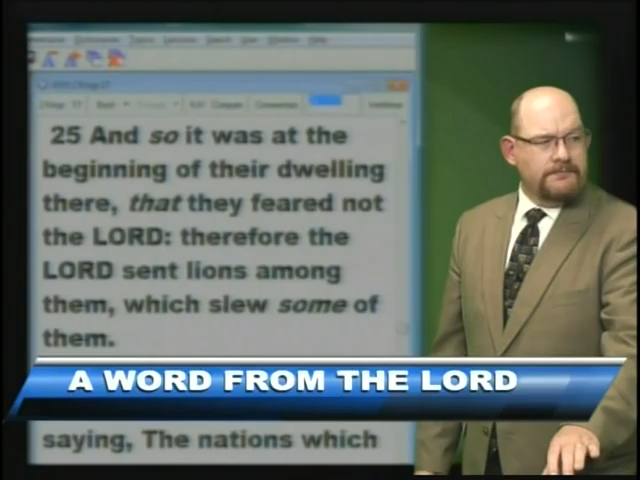 25 And so it was at the
beginning of their dwelling
there, that they feared not
the LORD: therefore the
LORD sent lions among
them, which slew some of
them.
A WORD FROM THE LORD
saying, The nations which